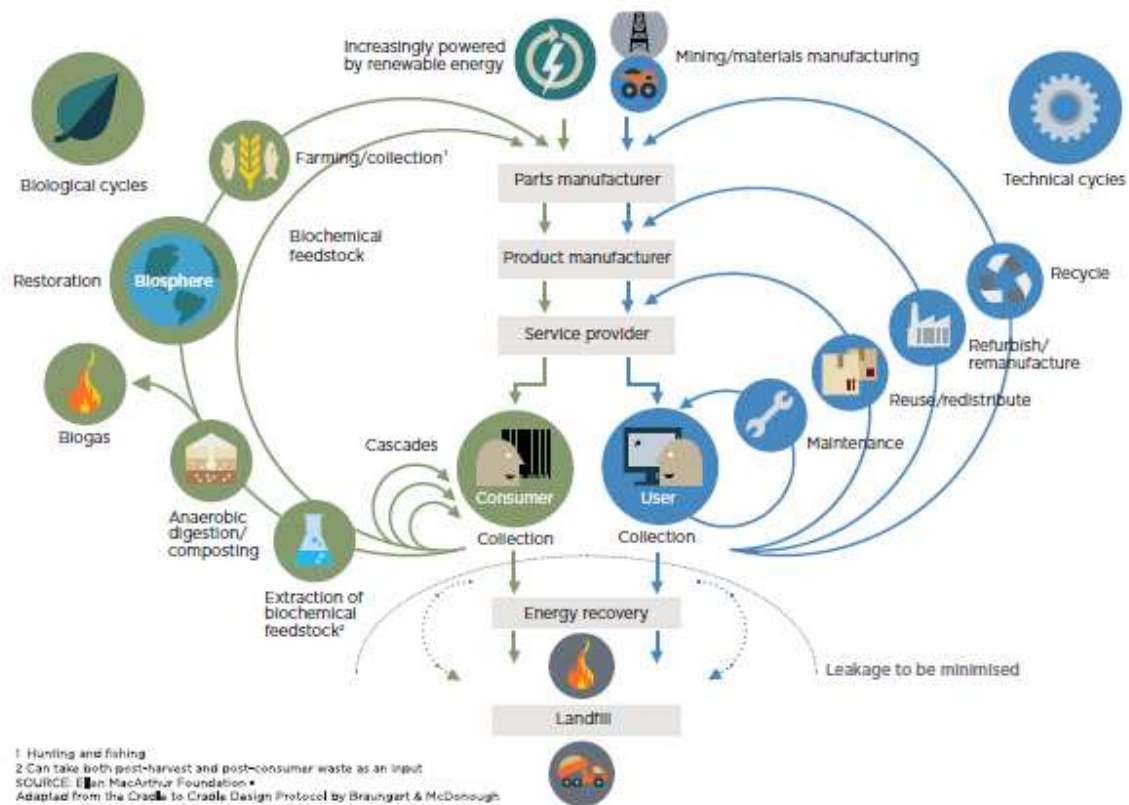 Increasingly powered
by renewable energy
Mining/materials manufacturing
Biological cycles
Technical cycles
Farming/collection¹
Parts manufacturer
Biochemical
feedstock
Product manufacturer
Restoration
Biosphere
Recycle
Service provider
Refurbish/
remanufacture
Reuse/redistribute
Biogas
Cascades
Maintenance
Consumer
User
Anaerobic
digestion/
composting
Collection
Collection
Extraction of
biochemical
feedstock²
Energy recovery
Leakage to be minimised
Landfill
1 Hunting and fishing
2 Can take both post-harvest and post-consumer waste as an input
SOURCE: Ellen MacArthur Foundation
Adapted from the Cradle to Cradle Design Protocol by Braungart & McDonough